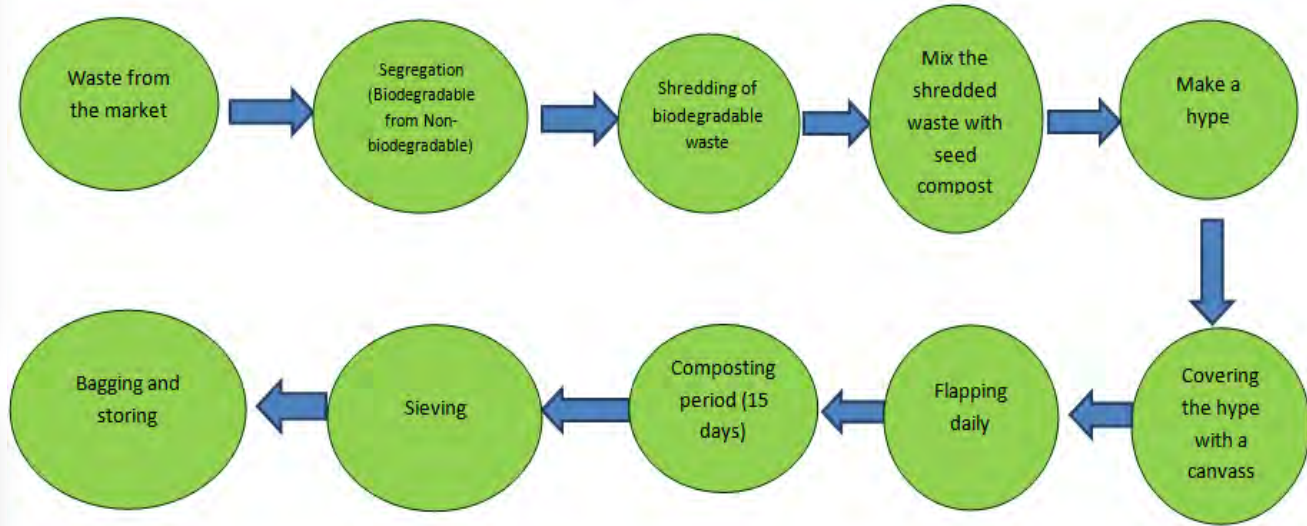 Waste from
the market
Segregation
(Biodegradable
from Non-
biodegradable)
Shredding of
biodegradable
waste
Mix the
shredded
waste with
seed
compost
Make a
hype
Covering
the hype
with a
canvass
Flapping
daily
Composting
period (15
days)
Sieving
Bagging and
storing